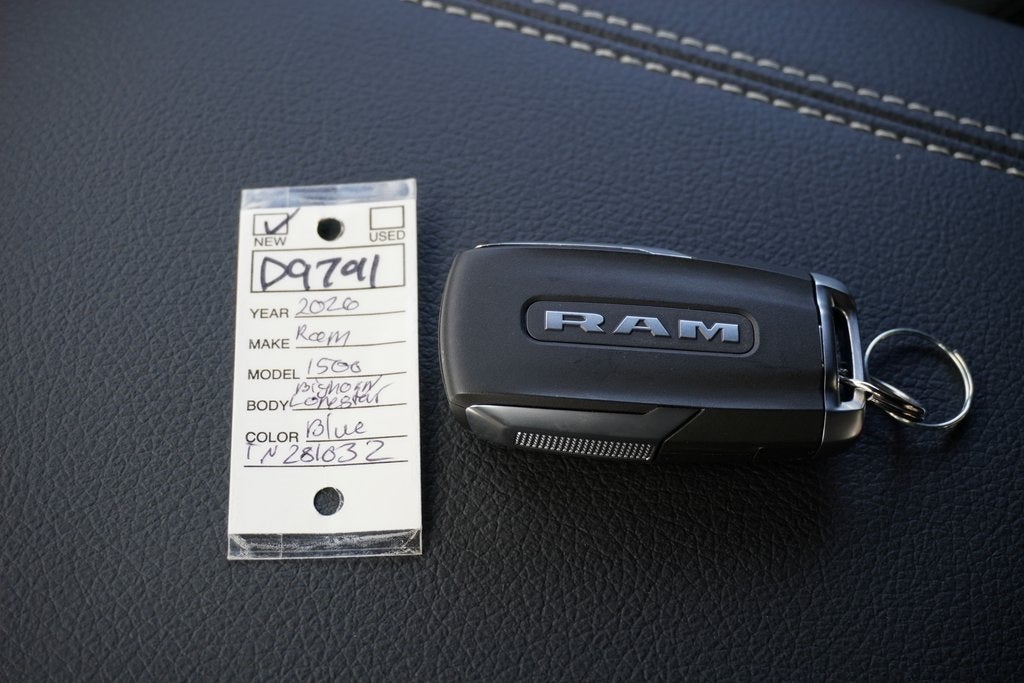 NEW
USED
D9791
YEAR 2026
MAKE Ram
MODEL 1500
Bighorn/
BODY Lonestar
COLOR Blue
TN 281032
RAM